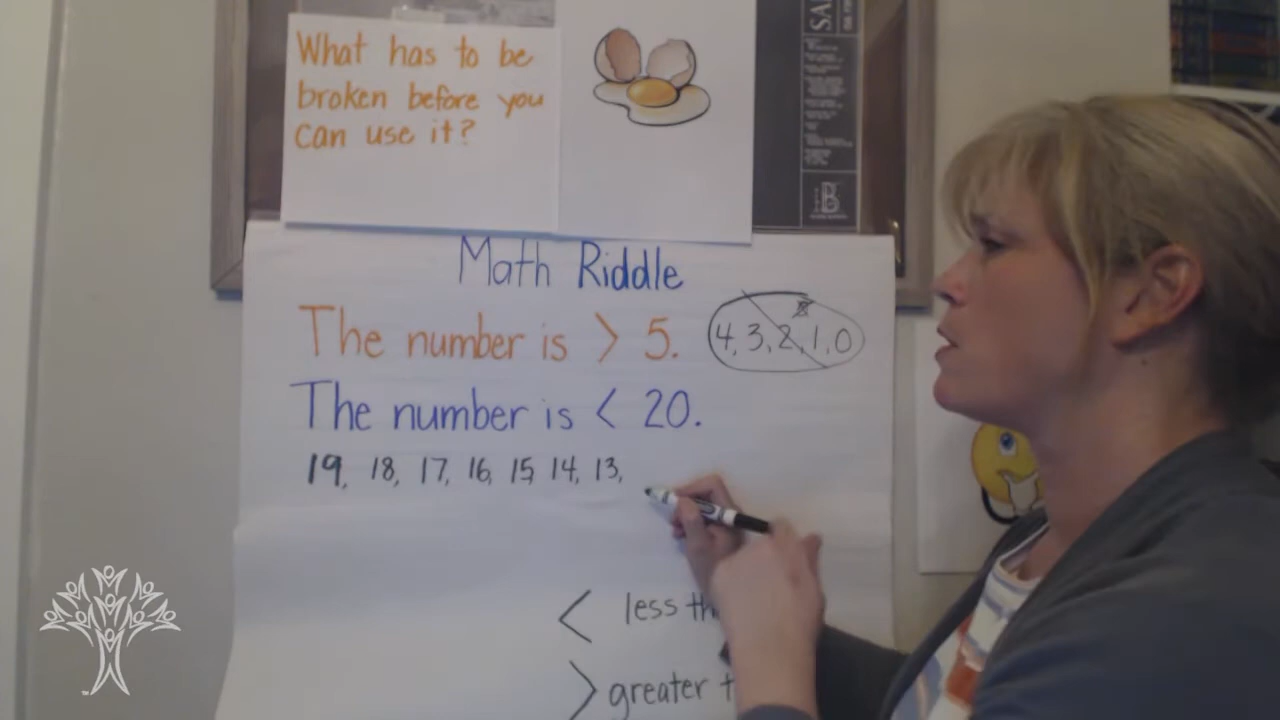 What has to be
broken before you
can use it?
Math Riddle
The number is > 5.
4, 3, 2, 1, 0
The number is < 20.
19, 18, 17, 16, 15, 14, 13,
< less
> greater